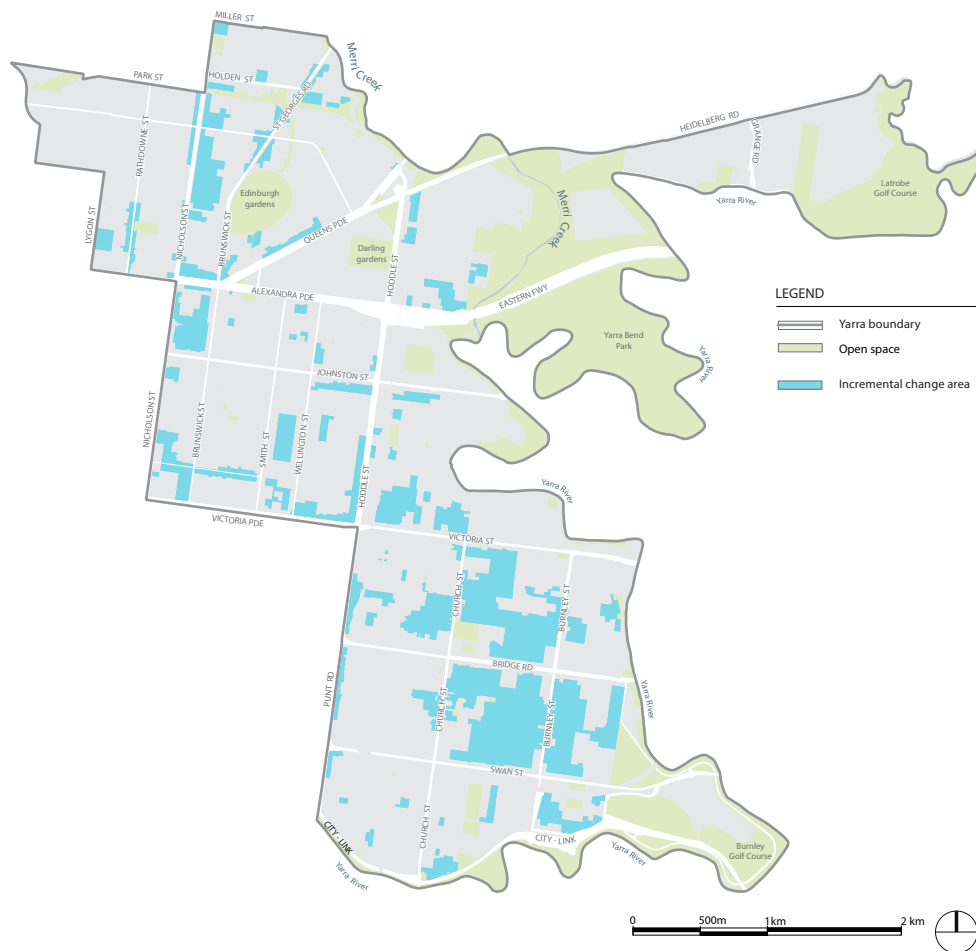 MILLER ST
Merri Creek
PARK ST
HOLDEN ST
ST GEORGES RD
HEIDELBERG RD
GRANGE RD
RATHDOWNE ST
Edinburgh
gardens
Merri Creek
Yarra River
Latrobe
Golf Course
LYGON ST
NICHOLSON ST
BRUNSWICK ST
QUEENS PDE
Darling
gardens
HODDLE ST
ALEXANDRA PDE
EASTERN FWY
LEGEND
Yarra boundary
Open space
Incremental change area
Yarra Bend
Park
Yarra River
JOHNSTON ST
NICHOLSON ST
BRUNSWICK ST
SMITH ST
WELLINGTON ST
HODDLE ST
Yarra River
VICTORIA PDE
VICTORIA ST
CHURCH ST
BURNLEY ST
BRIDGE RD
PUNT RD
CHURCH ST
BURNLEY ST
Yarra River
SWAN ST
CITY - LINK
CHURCH ST
CITY - LINK
Yarra River
Yarra River
Burnley
Golf Course
0 500m 1km 2 km